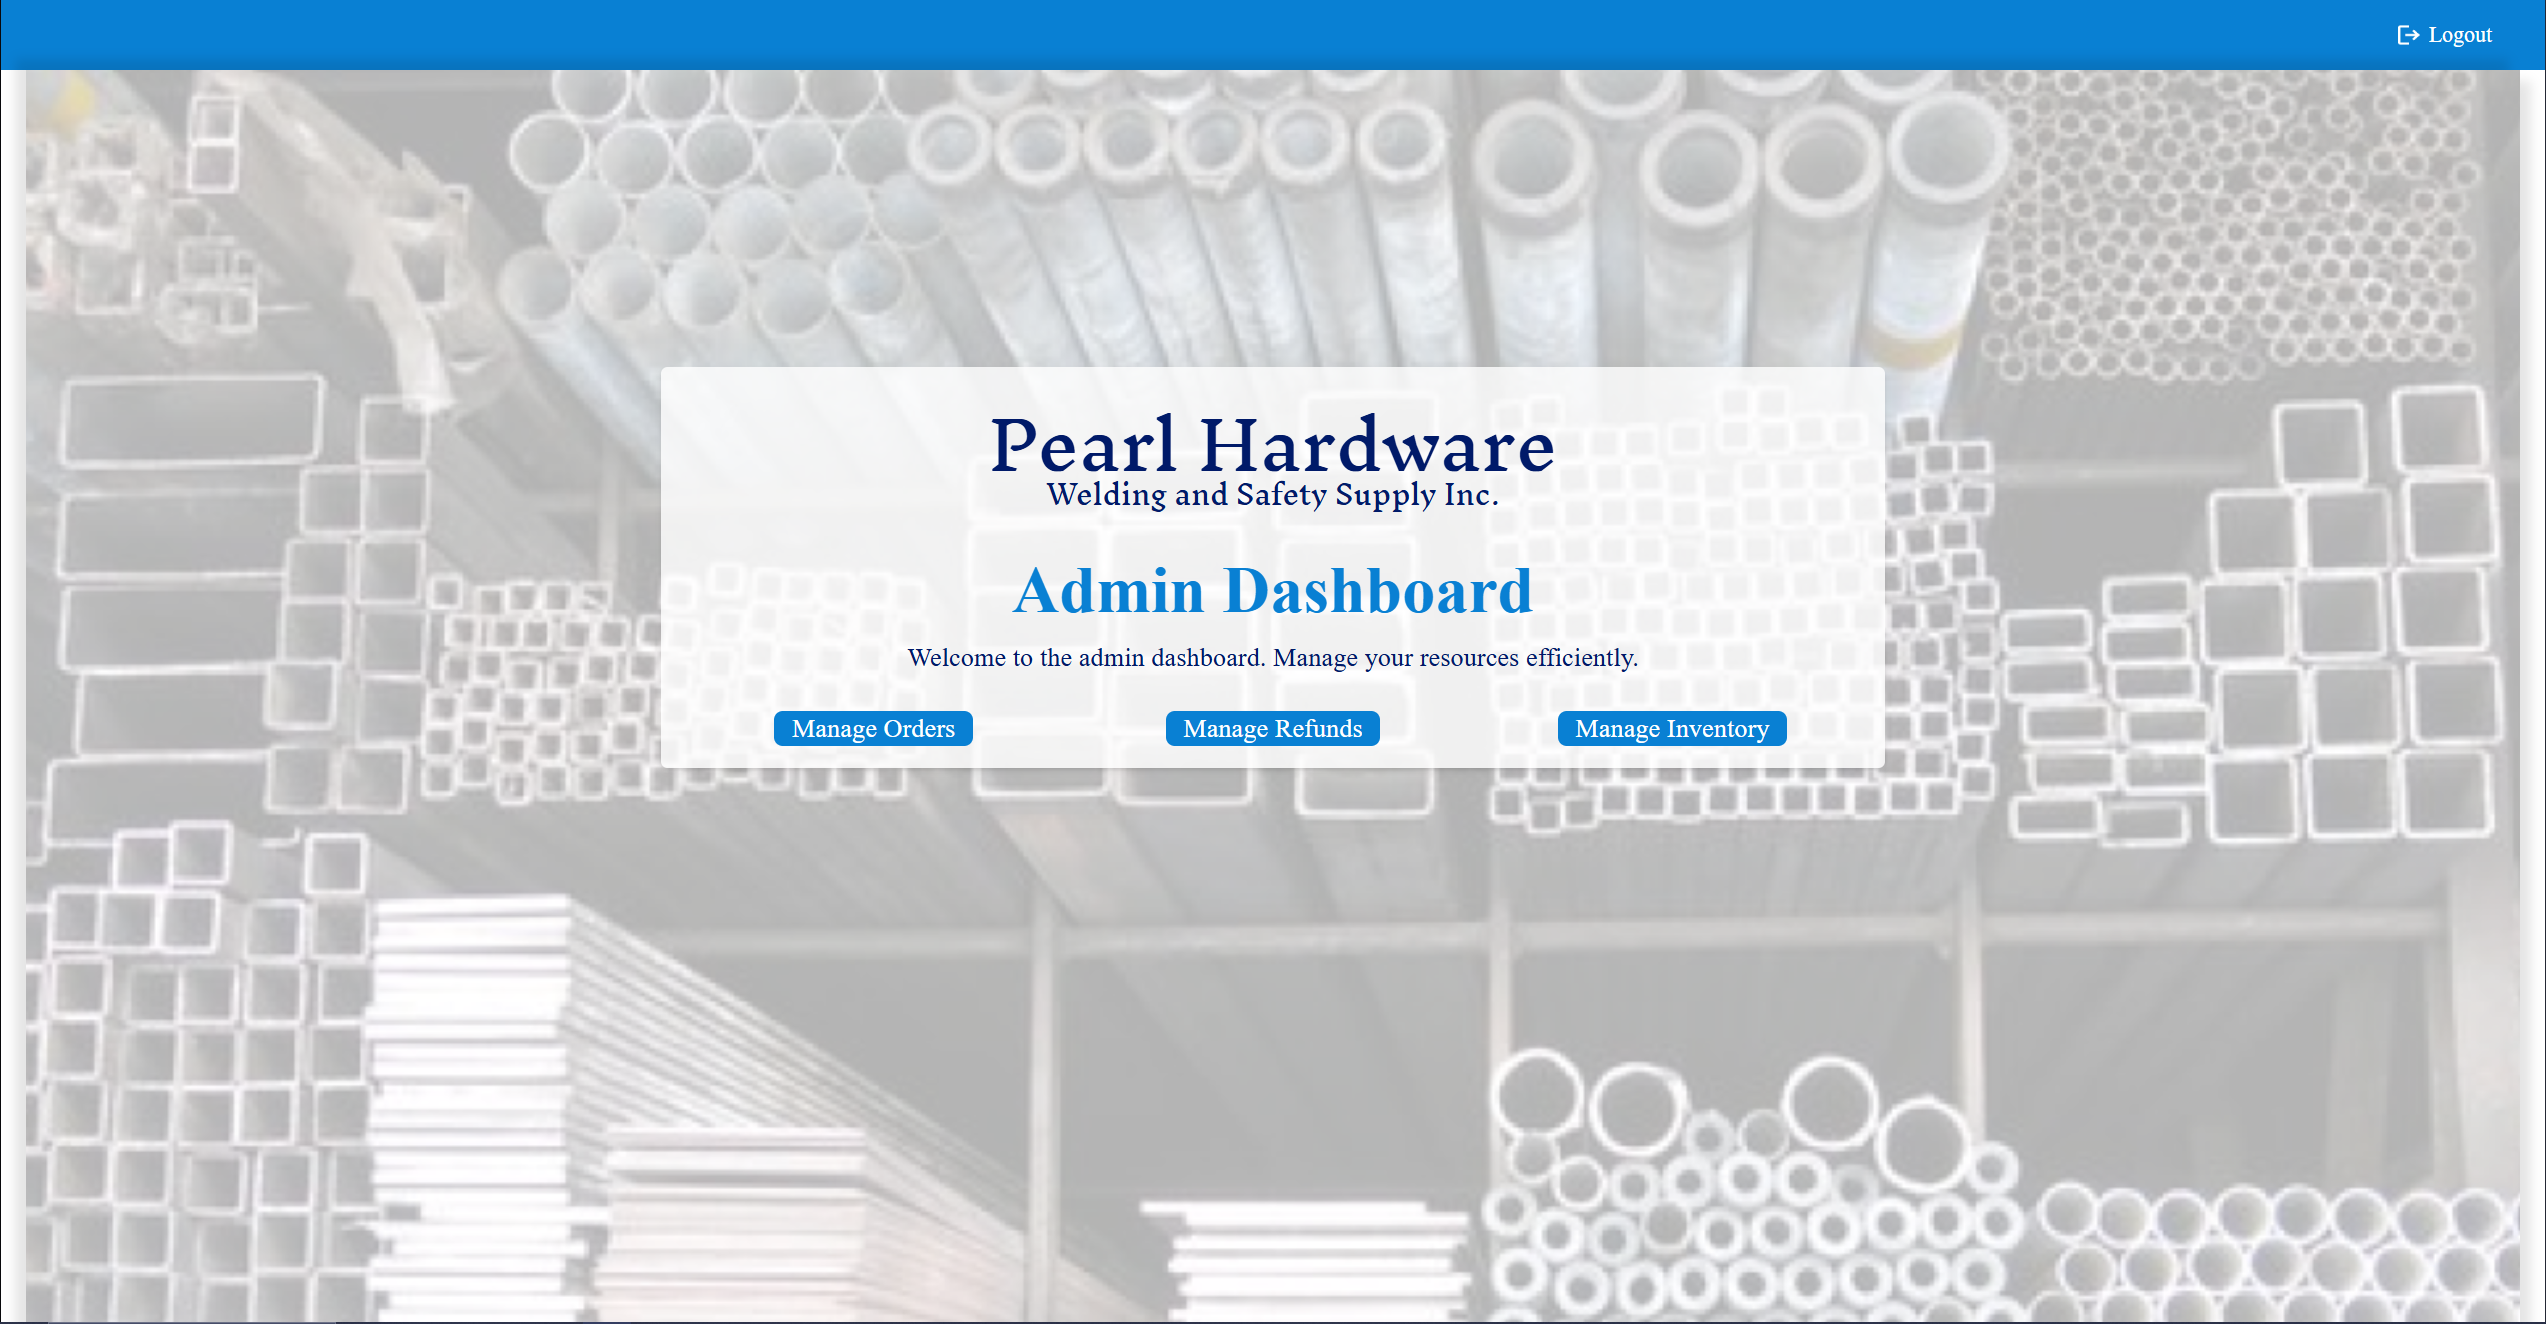 Logout
Pearl Hardware
Welding and Safety Supply Inc.
Admin Dashboard
Welcome to the admin dashboard. Manage your resources efficiently.
Manage Orders
Manage Refunds
Manage Inventory